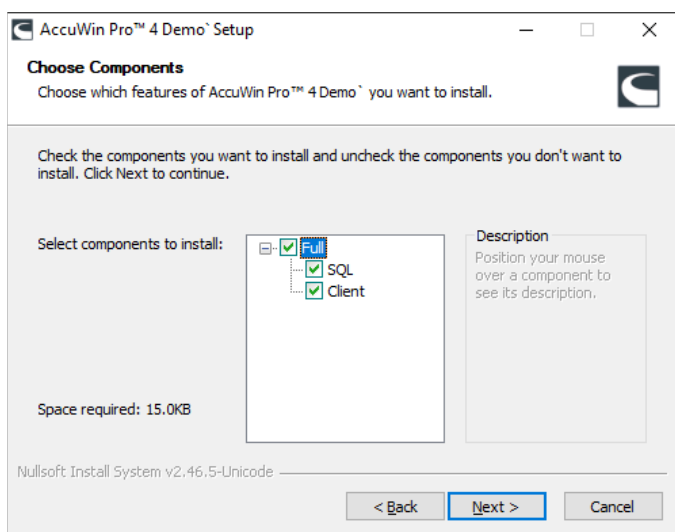 AccuWin Pro™ 4 Demo` Setup
Choose Components
Choose which features of AccuWin Pro™ 4 Demo` you want to install.
Check the components you want to install and uncheck the components you don't want to
install. Click Next to continue.
Select components to install:
Full
SQL
Client
Description
Position your mouse
over a component to
see its description.
Space required: 15.0KB
Nullsoft Install System v2.46.5-Unicode
< Back
Next >
Cancel